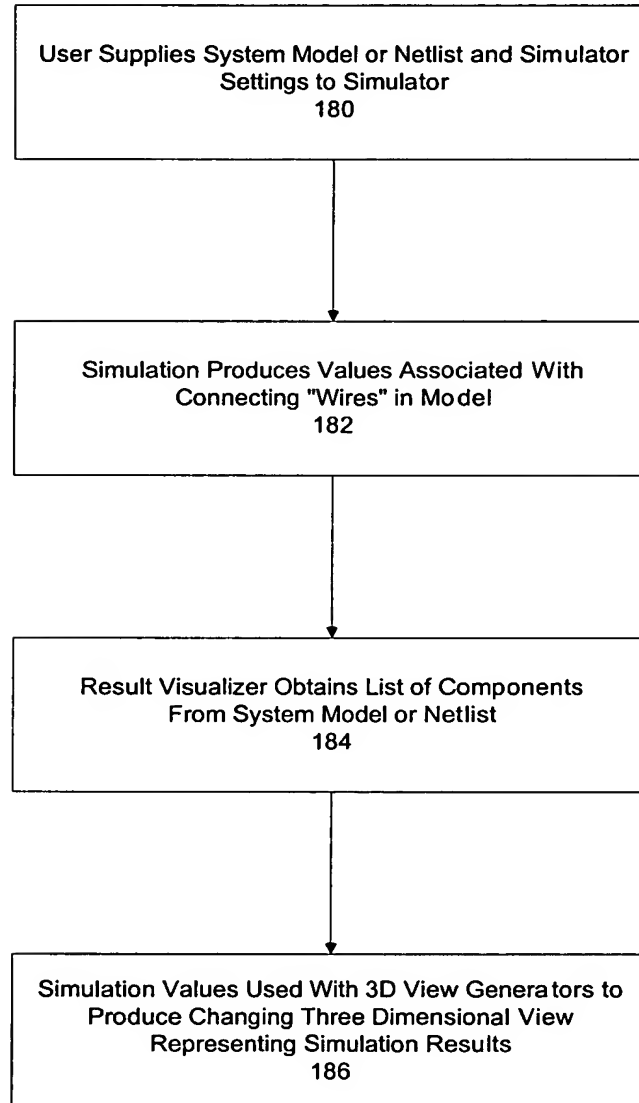 User Supplies System Model or Netlist and Simulator
Settings to Simulator
180
Simulation Produces Values Associated With
Connecting "Wires" in Model
182
Result Visualizer Obtains List of Components
From System Model or Netlist
184
Simulation Values Used With 3D View Generators to
Produce Changing Three Dimensional View
Representing Simulation Results
186